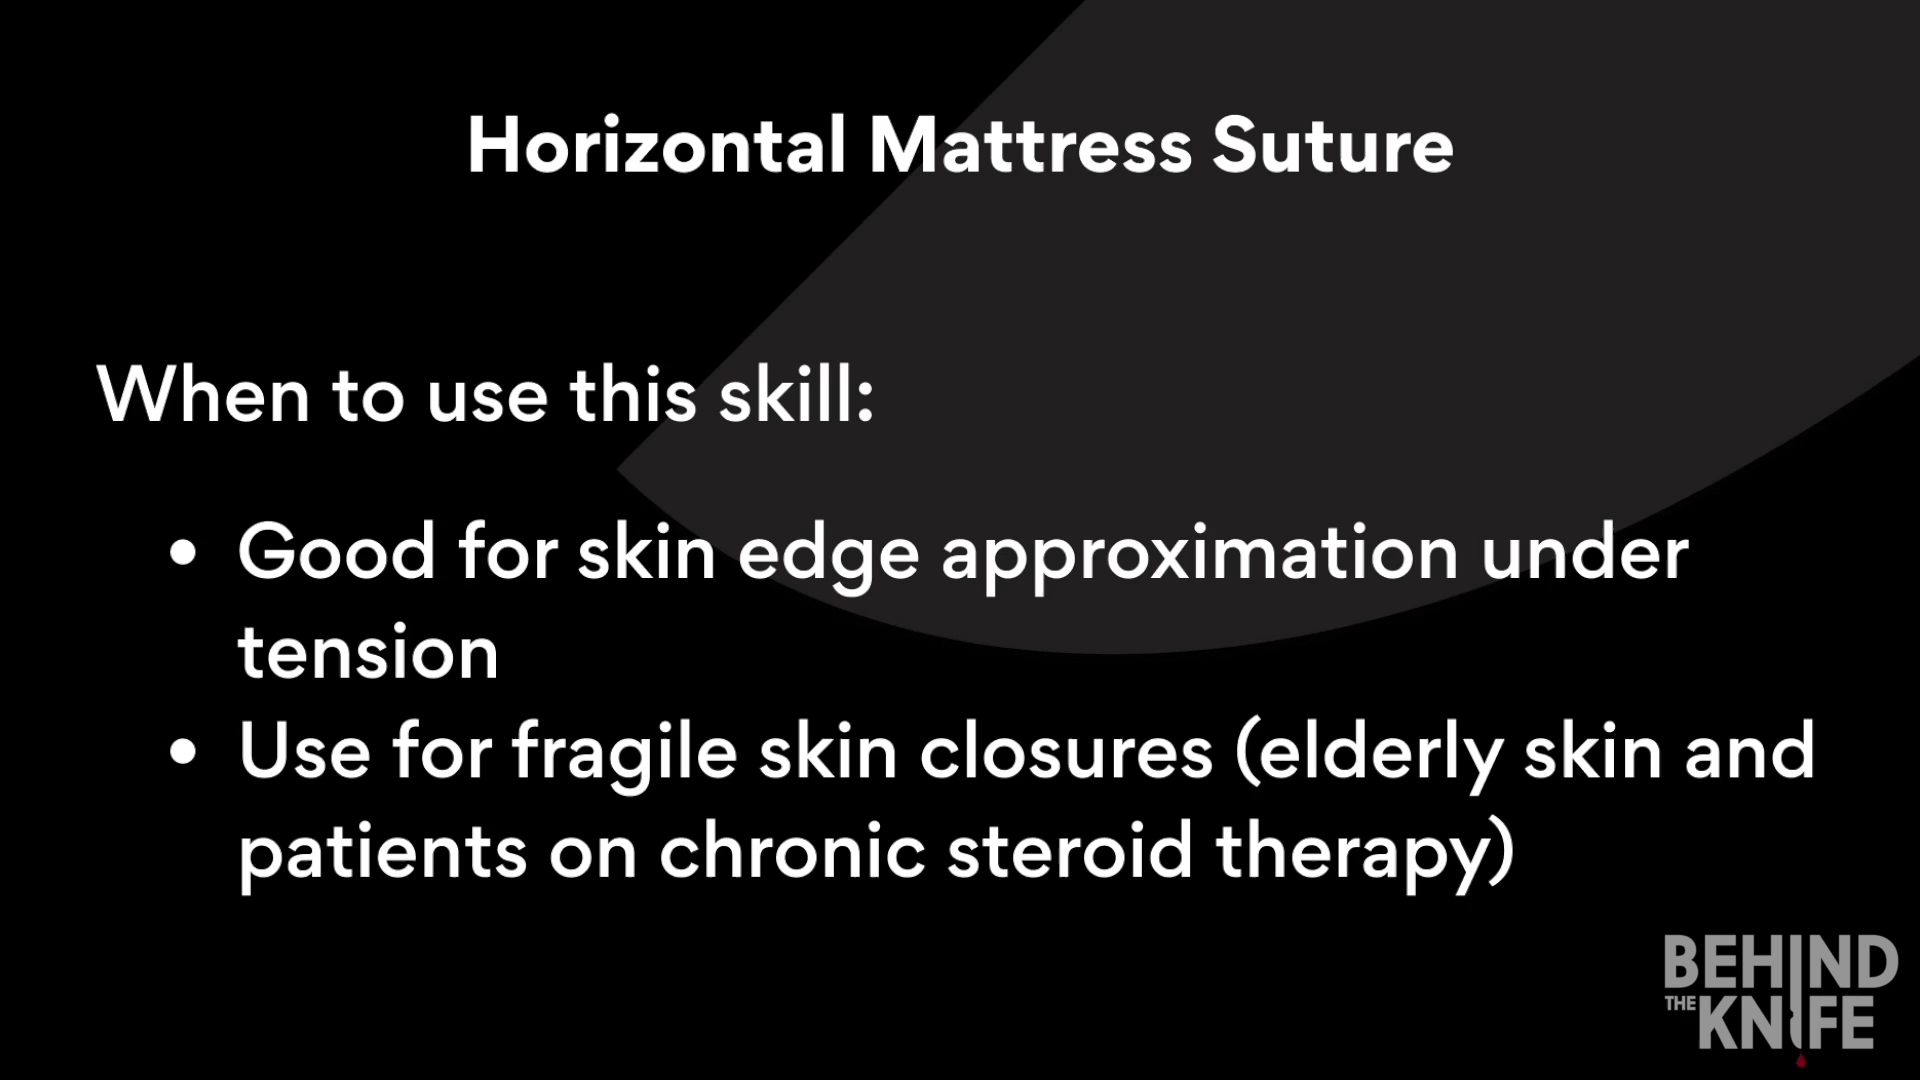 Horizontal Mattress Suture
When to use this skill:
• Good for skin edge approximation under
tension
• Use for fragile skin closures (elderly skin and
patients on chronic steroid therapy)
BEHIND
THE KNIFE